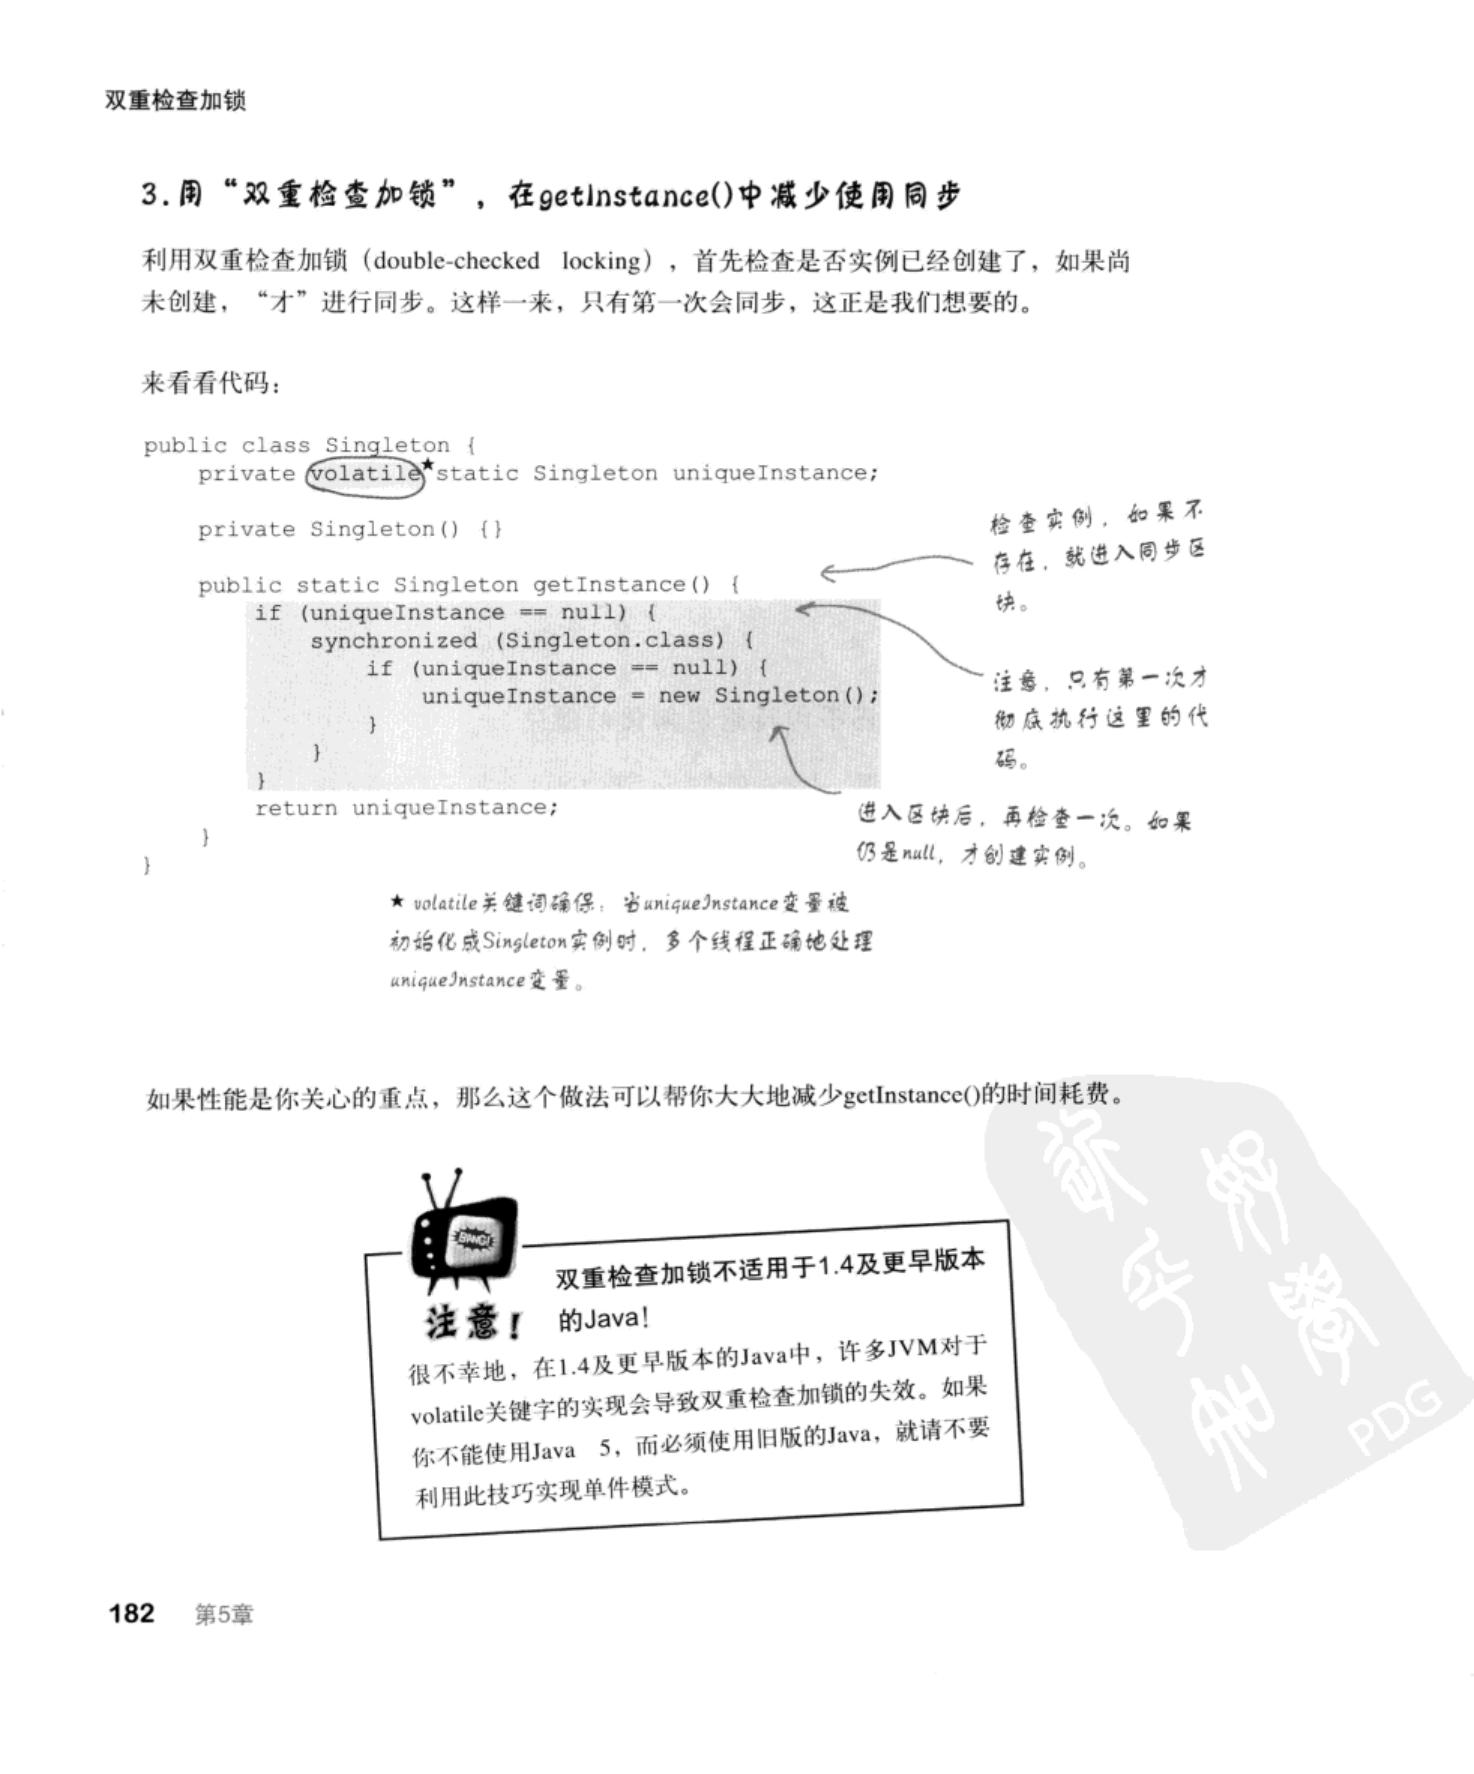 双重检查加锁
3.用“双重检查加锁”，在getInstance()中减少使用同步
利用双重检查加锁（double-checked locking），首先检查是否实例已经创建了，如果尚
未创建，“才”进行同步。这样一来，只有第一次会同步，这正是我们想要的。
来看看代码：
public class Singleton {
private volatile★static Singleton uniqueInstance;
private Singleton() {}
public static Singleton getInstance() {
if (uniqueInstance == null) {
synchronized (Singleton.class) {
if (uniqueInstance == null) {
uniqueInstance = new Singleton();
}
}
}
return uniqueInstance;
}
}
检查实例，如果不
存在，就进入同步区
块。
注意，只有第一次才
彻底执行这里的代
码。
进入区块后，再检查一次。如果
仍是null，才创建实例。
★ volatile关键词确保：当uniqueInstance变量被
初始化成Singleton实例时，多个线程正确地处理
uniqueInstance变量。
如果性能是你关心的重点，那么这个做法可以帮你大大地减少getInstance()的时间耗费。
BANG!
注意！
双重检查加锁不适用于1.4及更早版本
的Java！
很不幸地，在1.4及更早版本的Java中，许多JVM对于
volatile关键字的实现会导致双重检查加锁的失效。如果
你不能使用Java 5，而必须使用旧版的Java，就请不要
利用此技巧实现单件模式。
PDG
182 第5章